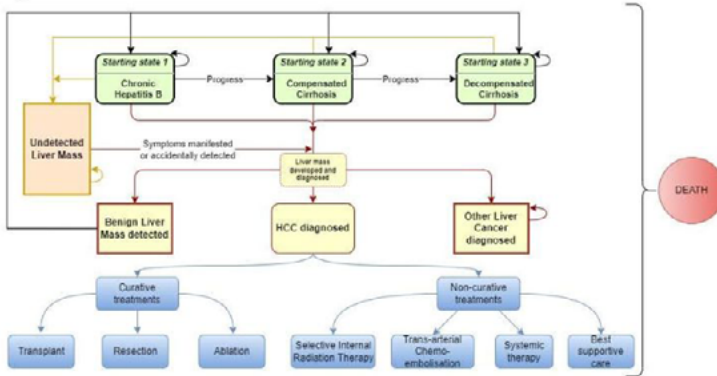 Starting state 1
Chronic
Hepatitis B
Progress
Starting state 2
Compensated
Cirrhosis
Progress
Starting state 3
Decompensated
Cirrhosis
Undetected
Liver Mass
Symptoms manifested
or accidentally detected
Liver mass
developed and
diagnosed
DEATH
Benign Liver
Mass detected
HCC diagnosed
Other Liver
Cancer
diagnosed
Curative
treatments
Non-curative
treatments
Transplant
Resection
Ablation
Selective Internal
Radiation Therapy
Trans-arterial
Chemo-
embolisation
Systemic
therapy
Best
supportive
care